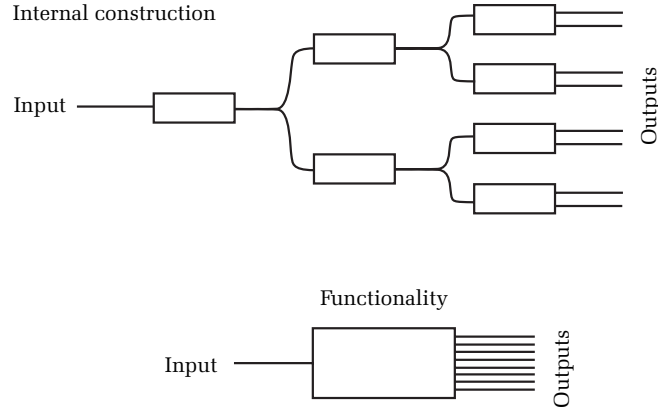 Internal construction
Input
Outputs
Functionality
Input
Outputs